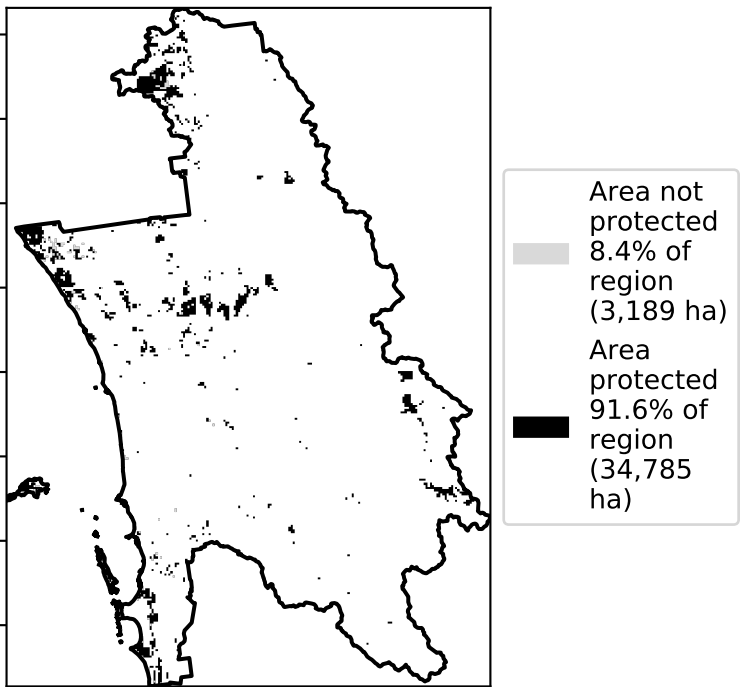 Area not
protected
8.4% of
region
(3,189 ha)
Area
protected
91.6% of
region
(34,785
ha)